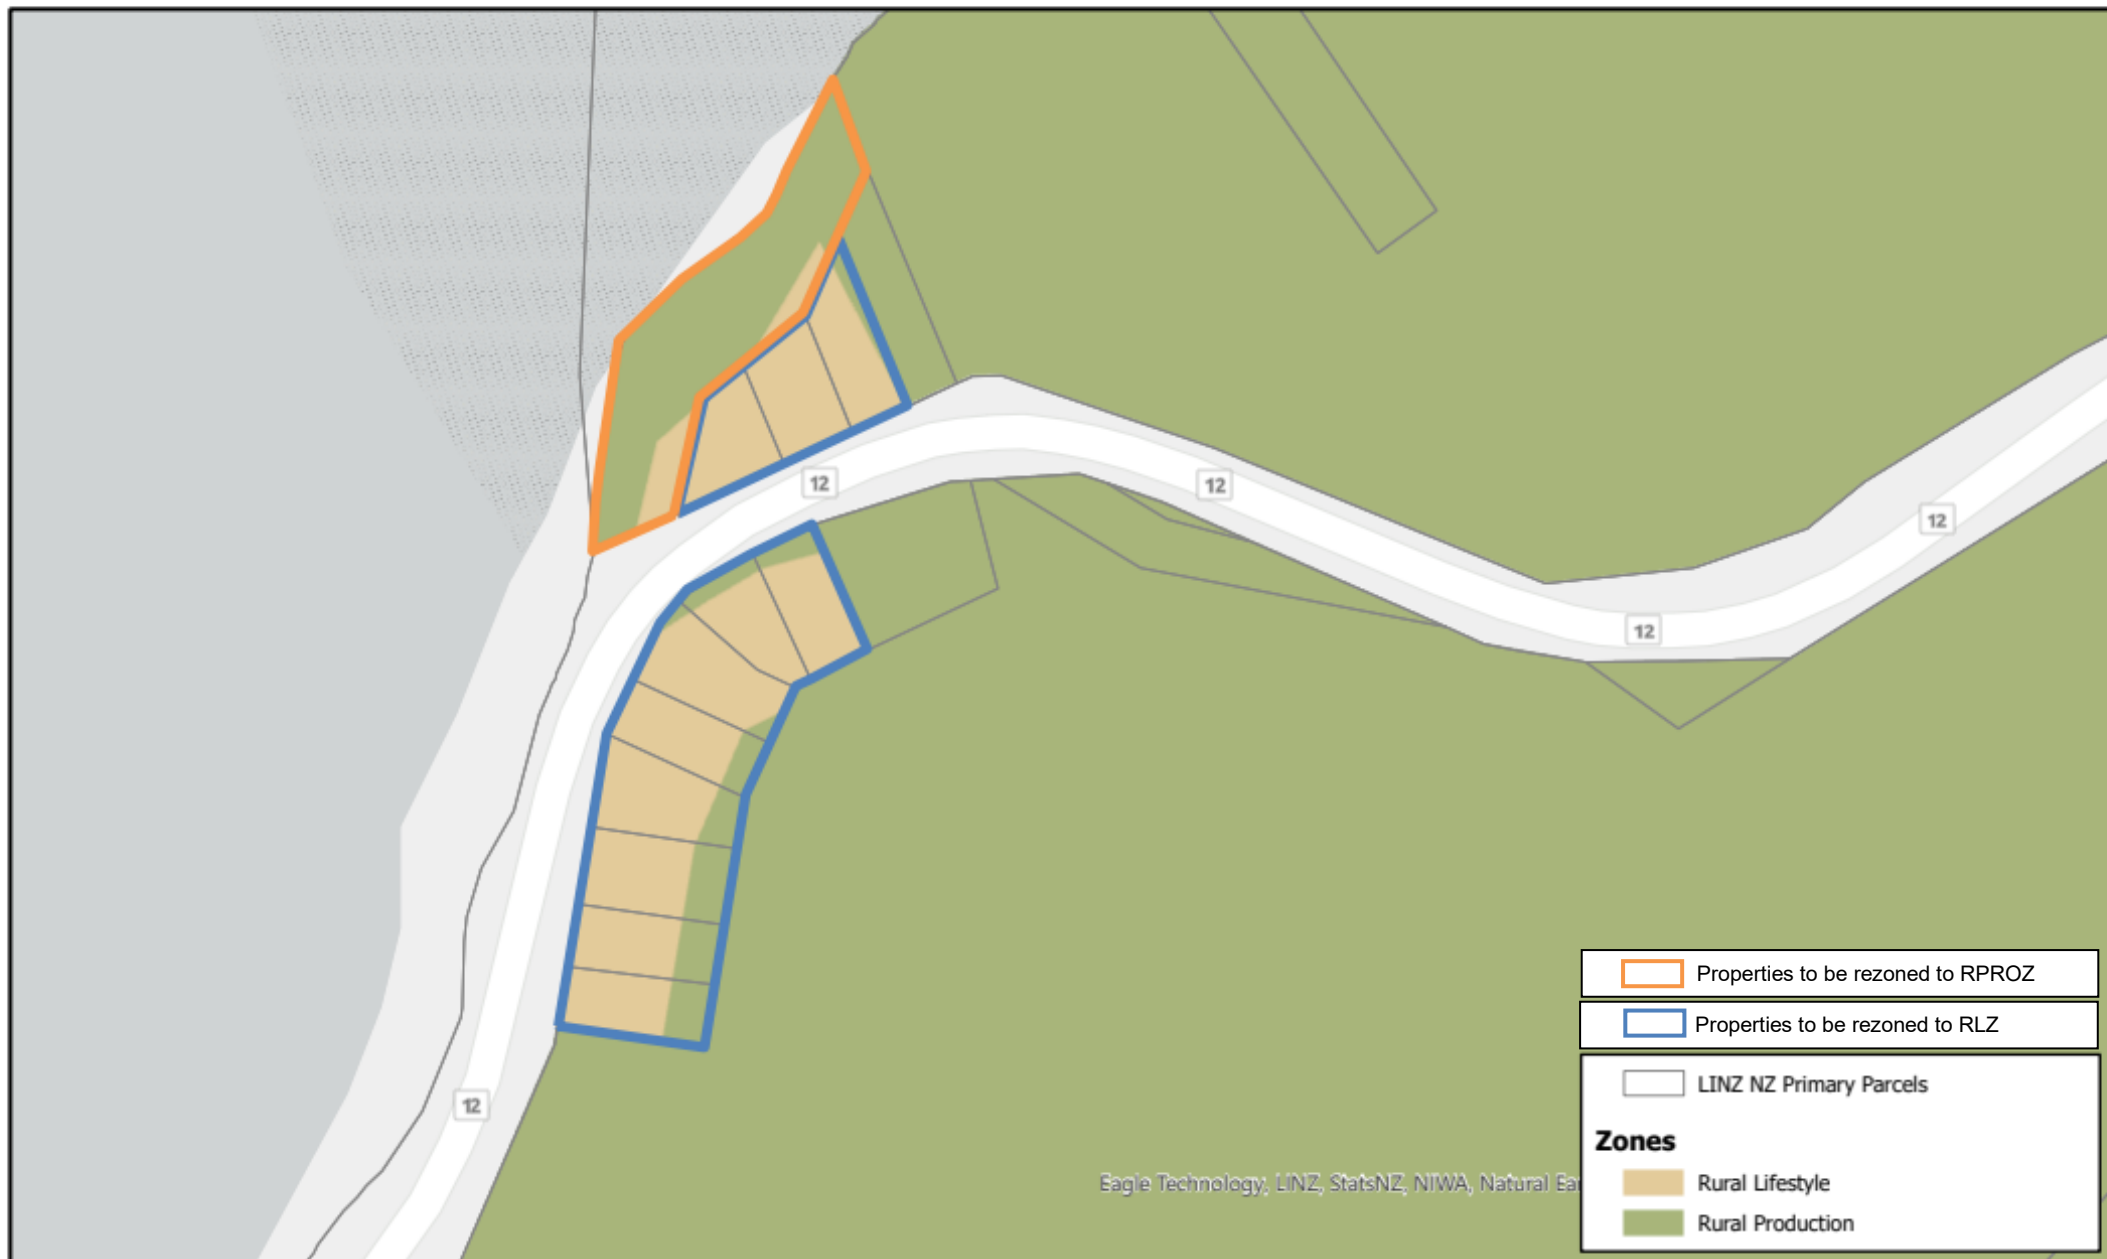 12
12
12
12
12
Properties to be rezoned to RPROZ
Properties to be rezoned to RLZ
LINZ NZ Primary Parcels
Zones
Rural Lifestyle
Rural Production
Eagle Technology, LINZ, StatsNZ, NIWA, Natural